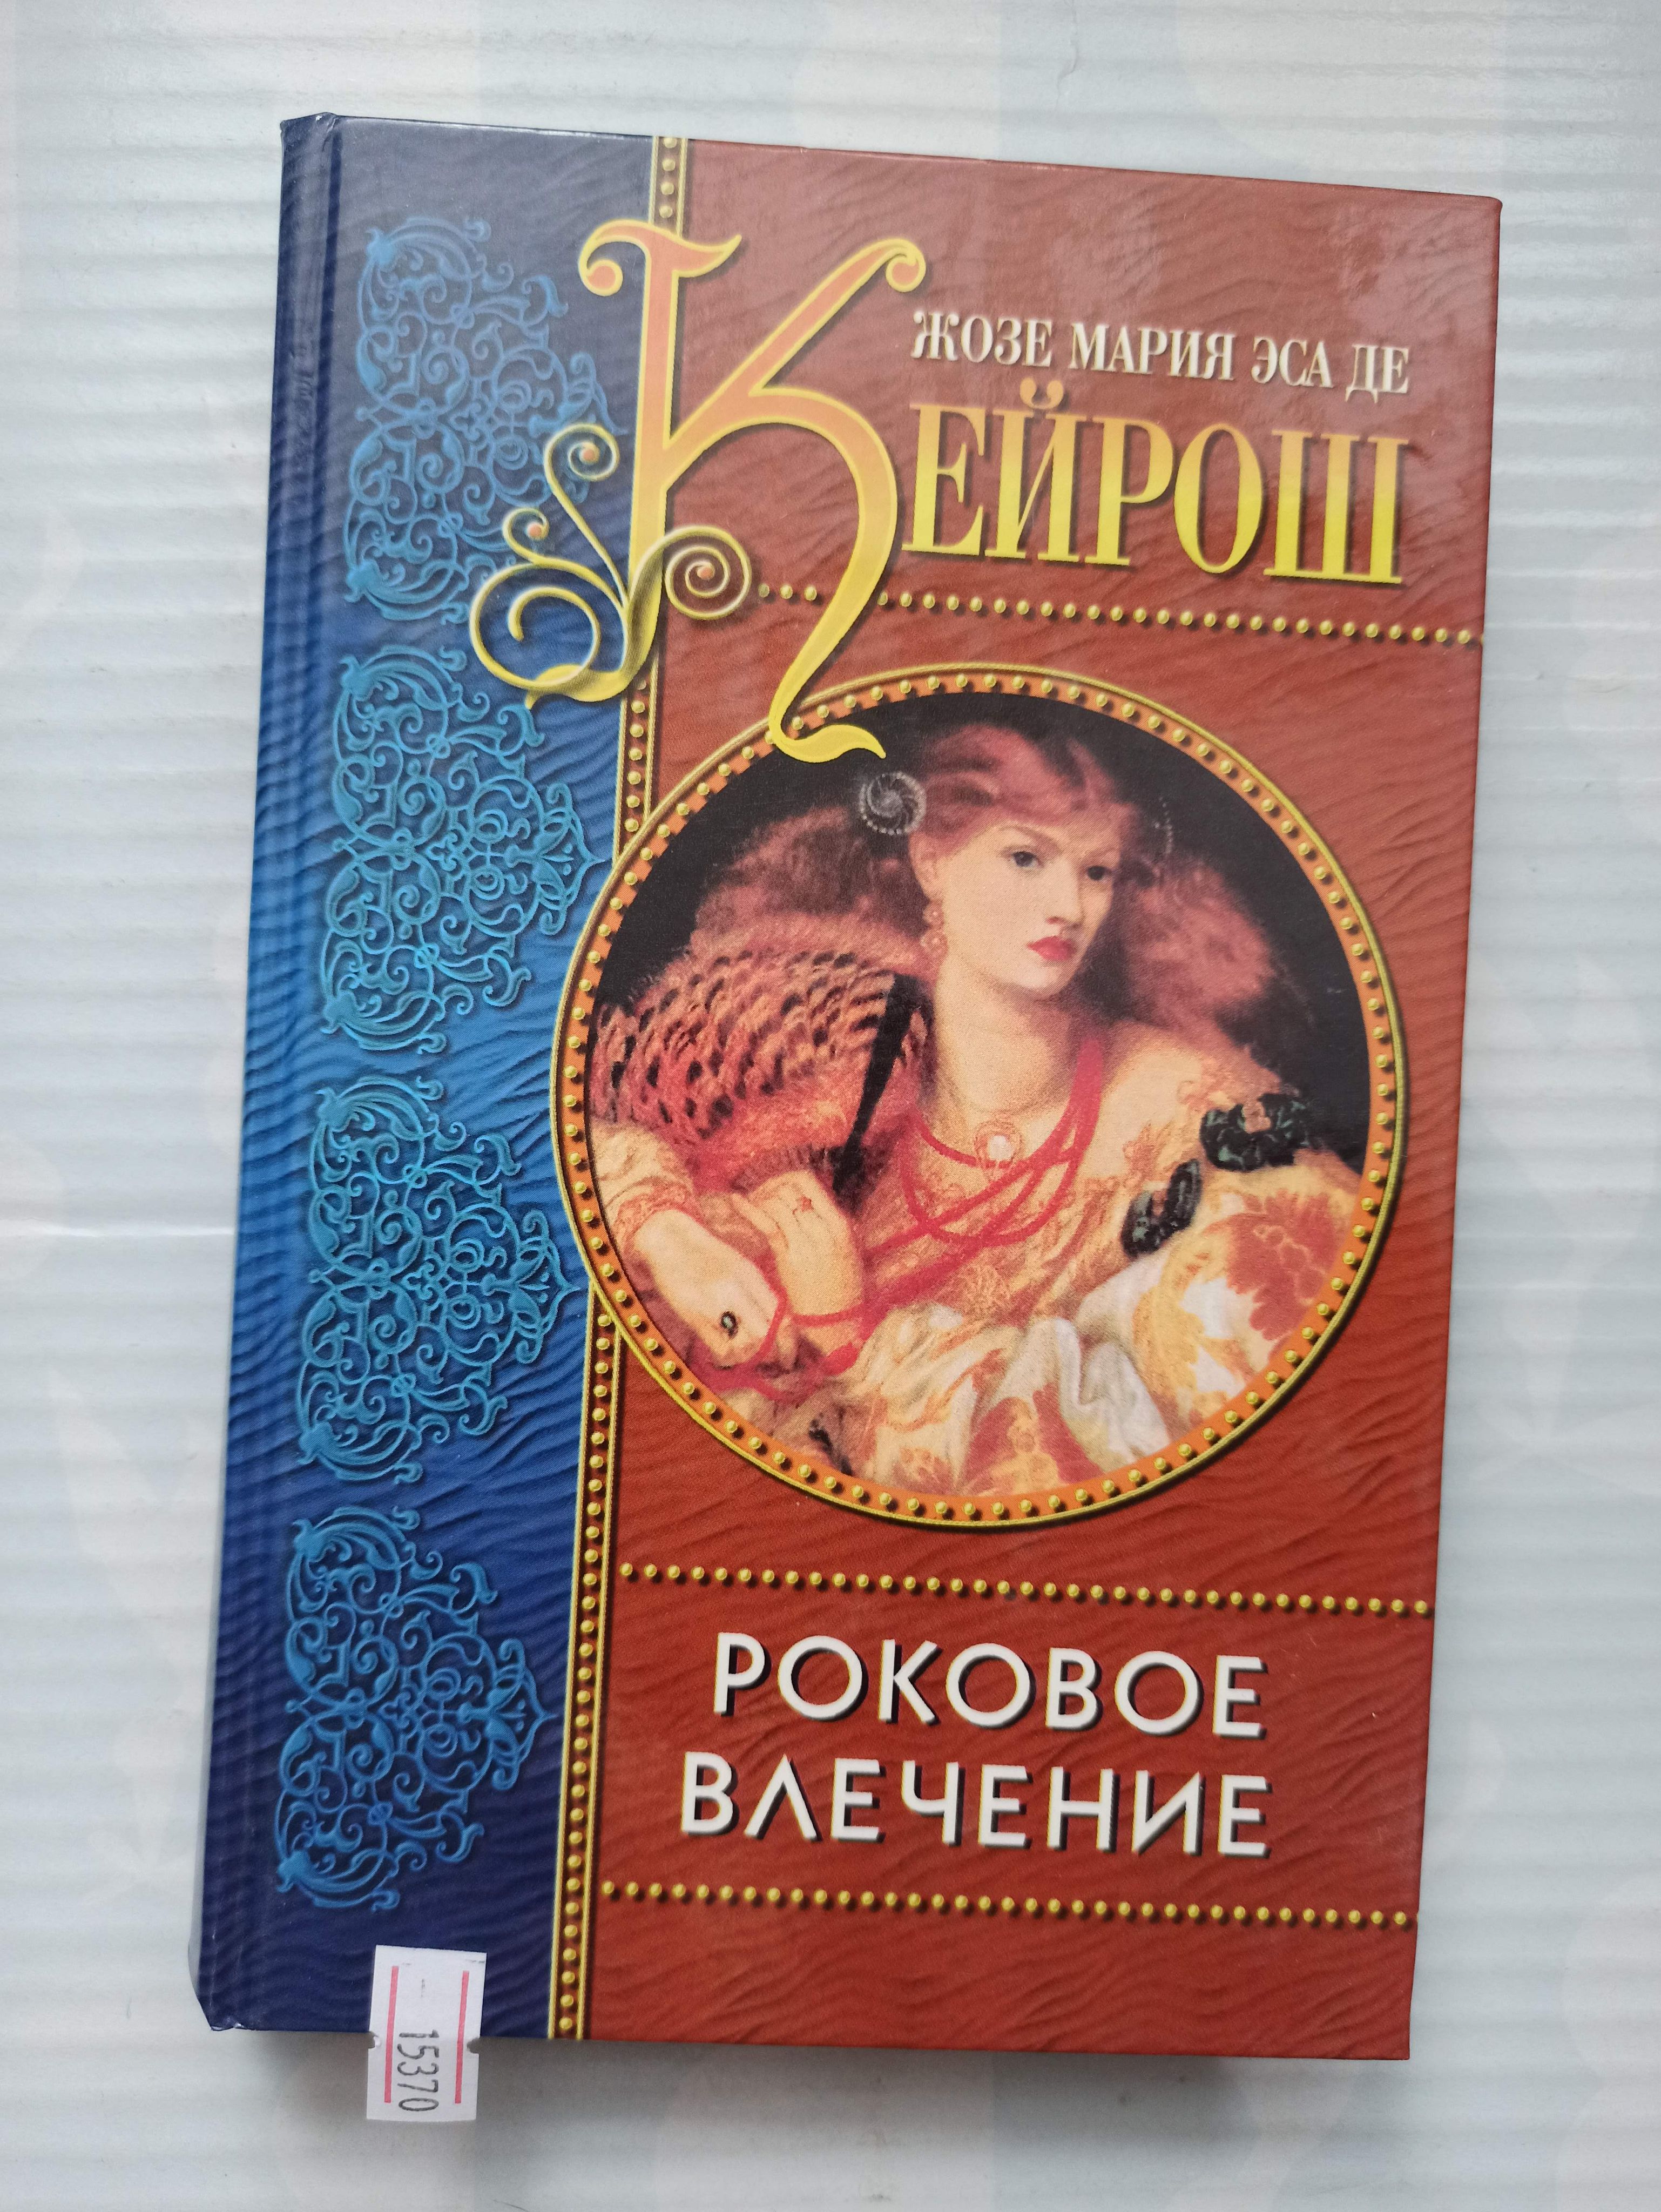 ЖОЗЕ МАРИЯ ЭСА ДЕ
КЕЙРОШ
РОКОВОЕ
ВЛЕЧЕНИЕ
15370